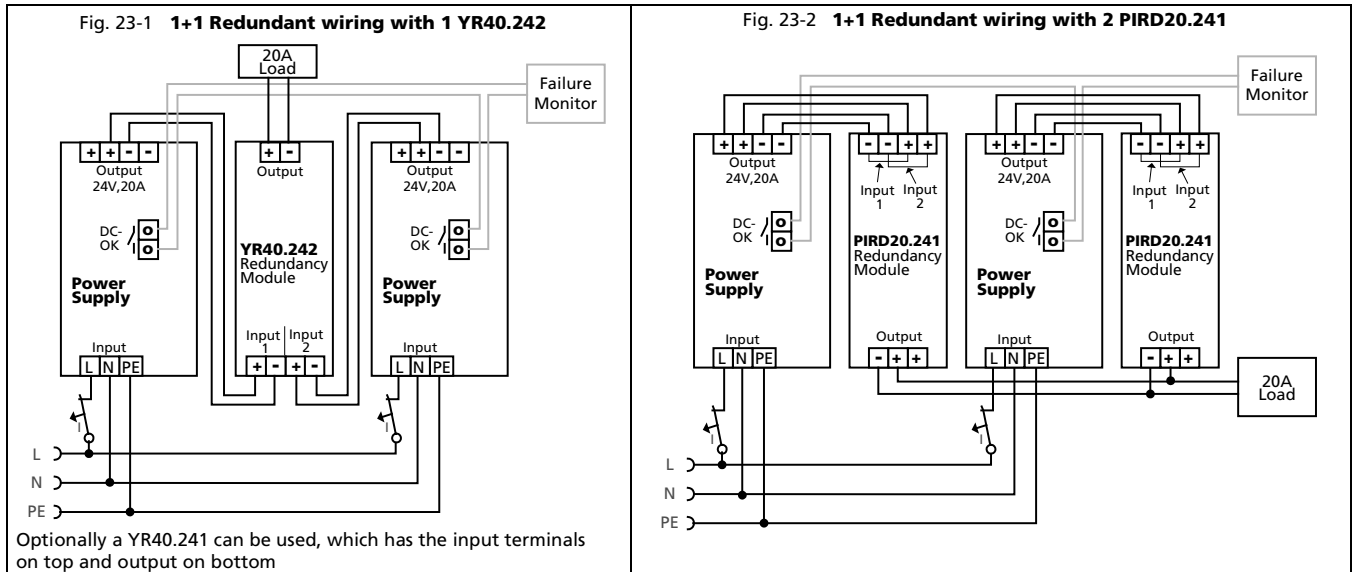 Fig. 23-1 1+1 Redundant wiring with 1 YR40.242
20A
Load
Failure
Monitor
+ + - -
Output
24V,20A
DC-
OK
Power
Supply
Input
L N PE
+ -
Output
YR40.242
Redundancy
Module
Input
1
Input
2
+ - + -
+ + - -
Output
24V,20A
DC-
OK
Power
Supply
Input
L N PE
I
I
L
N
PE
Optionally a YR40.241 can be used, which has the input terminals
on top and output on bottom
Fig. 23-2 1+1 Redundant wiring with 2 PIRD20.241
Failure
Monitor
+ + - -
Output
24V,20A
DC-
OK
Power
Supply
Input
L N PE
- - + +
Input
1
Input
2
PIRD20.241
Redundancy
Module
Output
- + +
+ + - -
Output
24V,20A
DC-
OK
Power
Supply
Input
L N PE
- - + +
Input
1
Input
2
PIRD20.241
Redundancy
Module
Output
- + +
20A
Load
I
I
L
N
PE